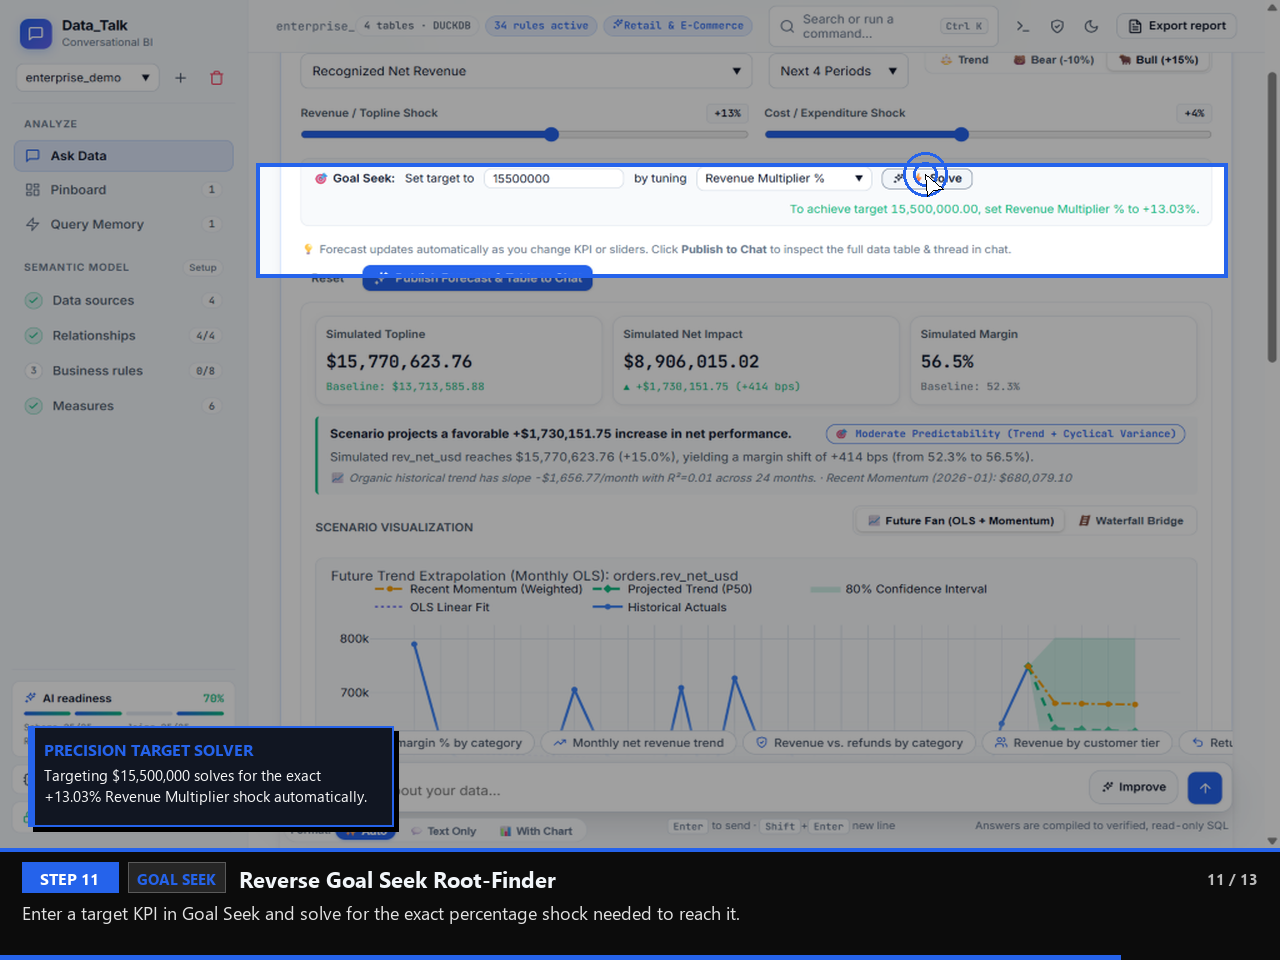 Data_Talk
Conversational BI
enterprise_demo
ANALYZE
Ask Data
Pinboard 1
Query Memory 1
SEMANTIC MODEL Setup
Data sources 4
Relationships 4/4
3 Business rules 0/8
Measures 6
AI readiness 70%
enterprise_ 4 tables · DUCKDB 34 rules active Retail & E-Commerce
Search or run a command... Ctrl K
Export report
Recognized Net Revenue
Next 4 Periods
Trend Bear (-10%) Bull (+15%)
Revenue / Topline Shock +13%
Cost / Expenditure Shock +4%
Goal Seek: Set target to 15500000 by tuning Revenue Multiplier % Solve
To achieve target 15,500,000.00, set Revenue Multiplier % to +13.03%.
Forecast updates automatically as you change KPI or sliders. Click Publish to Chat to inspect the full data table & thread in chat.
Reset Publish Forecast & Table to Chat
Simulated Topline
$15,770,623.76
Baseline: $13,713,585.88
Simulated Net Impact
$8,906,015.02
▲ +$1,730,151.75 (+414 bps)
Simulated Margin
56.5%
Baseline: 52.3%
Scenario projects a favorable +$1,730,151.75 increase in net performance.
Moderate Predictability (Trend + Cyclical Variance)
Simulated rev_net_usd reaches $15,770,623.76 (+15.0%), yielding a margin shift of +414 bps (from 52.3% to 56.5%).
Organic historical trend has slope -$1,656.77/month with R²=0.01 across 24 months. · Recent Momentum (2026-01): $680,079.10
SCENARIO VISUALIZATION
Future Fan (OLS + Momentum) Waterfall Bridge
Future Trend Extrapolation (Monthly OLS): orders.rev_net_usd
Recent Momentum (Weighted) Projected Trend (P50) 80% Confidence Interval
OLS Linear Fit Historical Actuals
800k
700k
margin % by category Monthly net revenue trend Revenue vs. refunds by category Revenue by customer tier
about your data...
Improve
Auto Text Only With Chart
Enter to send · Shift + Enter new line
Answers are compiled to verified, read-only SQL
PRECISION TARGET SOLVER
Targeting $15,500,000 solves for the exact
+13.03% Revenue Multiplier shock automatically.
STEP 11 GOAL SEEK Reverse Goal Seek Root-Finder 11 / 13
Enter a target KPI in Goal Seek and solve for the exact percentage shock needed to reach it.